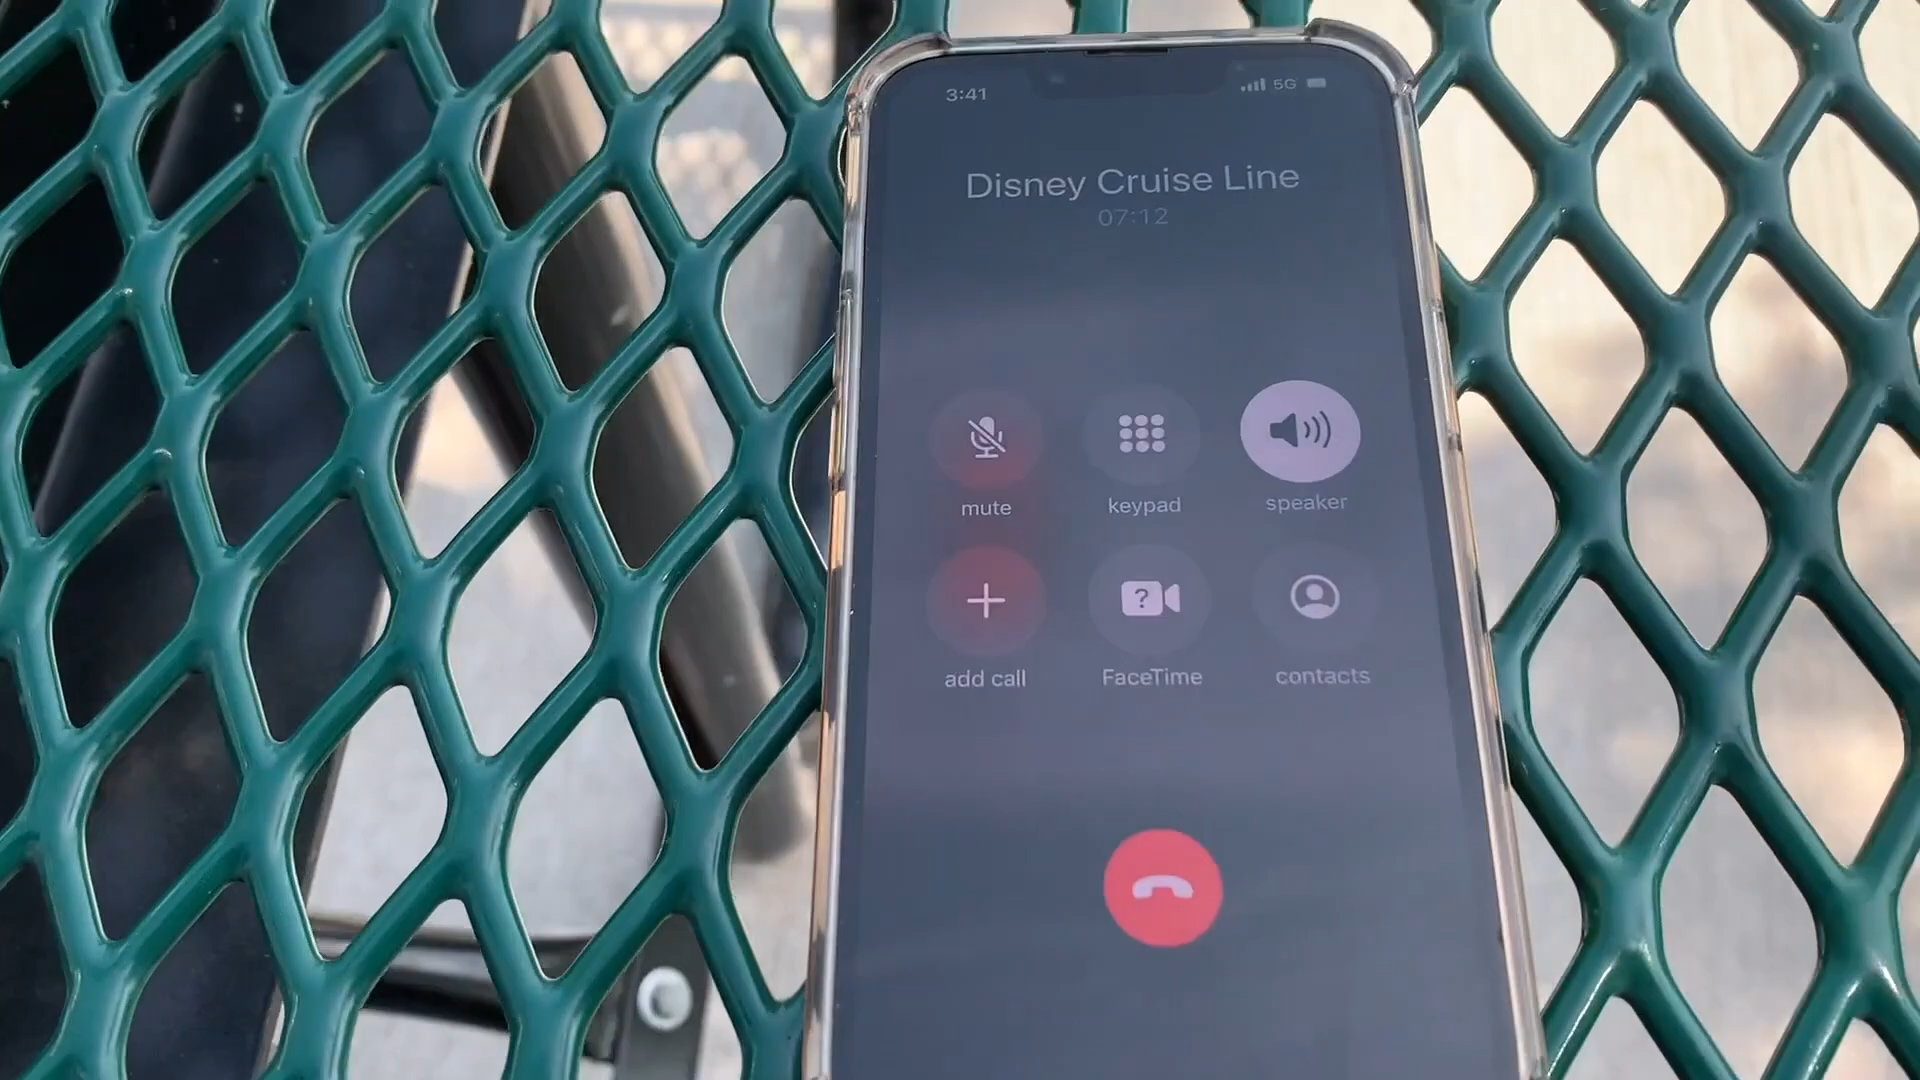 3:41
5G
Disney Cruise Line
07:12
mute
keypad
speaker
?
add call
FaceTime
contacts